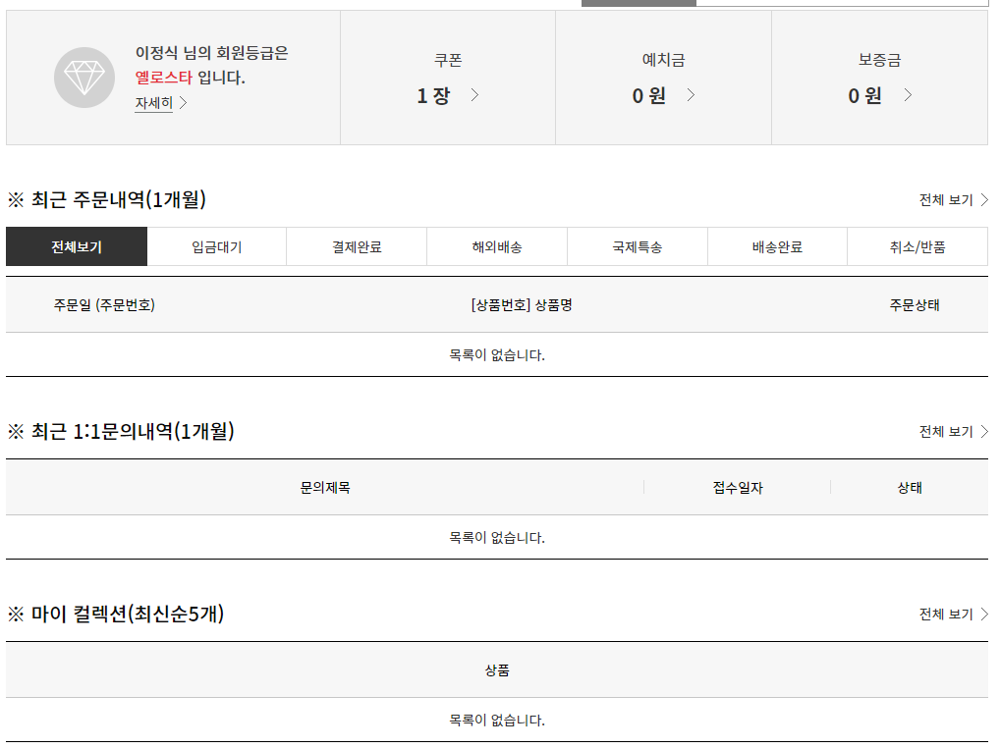 이정식 님의 회원등급은
옐로스타 입니다.
자세히
쿠폰
1 장
예치금
0 원
보증금
0 원
※ 최근 주문내역(1개월)
전체 보기
전체보기 입금대기 결제완료 해외배송 국제특송 배송완료 취소/반품
주문일 (주문번호) [상품번호] 상품명 주문상태
목록이 없습니다.
※ 최근 1:1문의내역(1개월)
전체 보기
문의제목 접수일자 상태
목록이 없습니다.
※ 마이 컬렉션(최신순5개)
전체 보기
상품
목록이 없습니다.